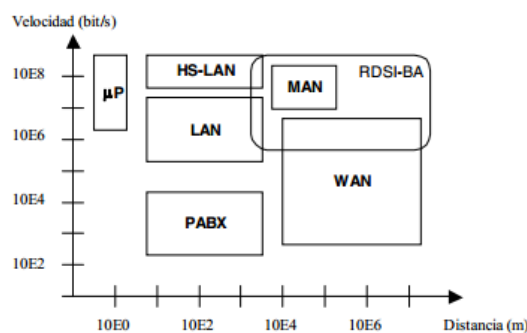 Velocidad (bit/s)
10E8
HS-LAN
RDSI-BA
MAN
µP
LAN
10E6
WAN
10E4
PABX
10E2
10E0 10E2 10E4 10E6 Distancia (m)